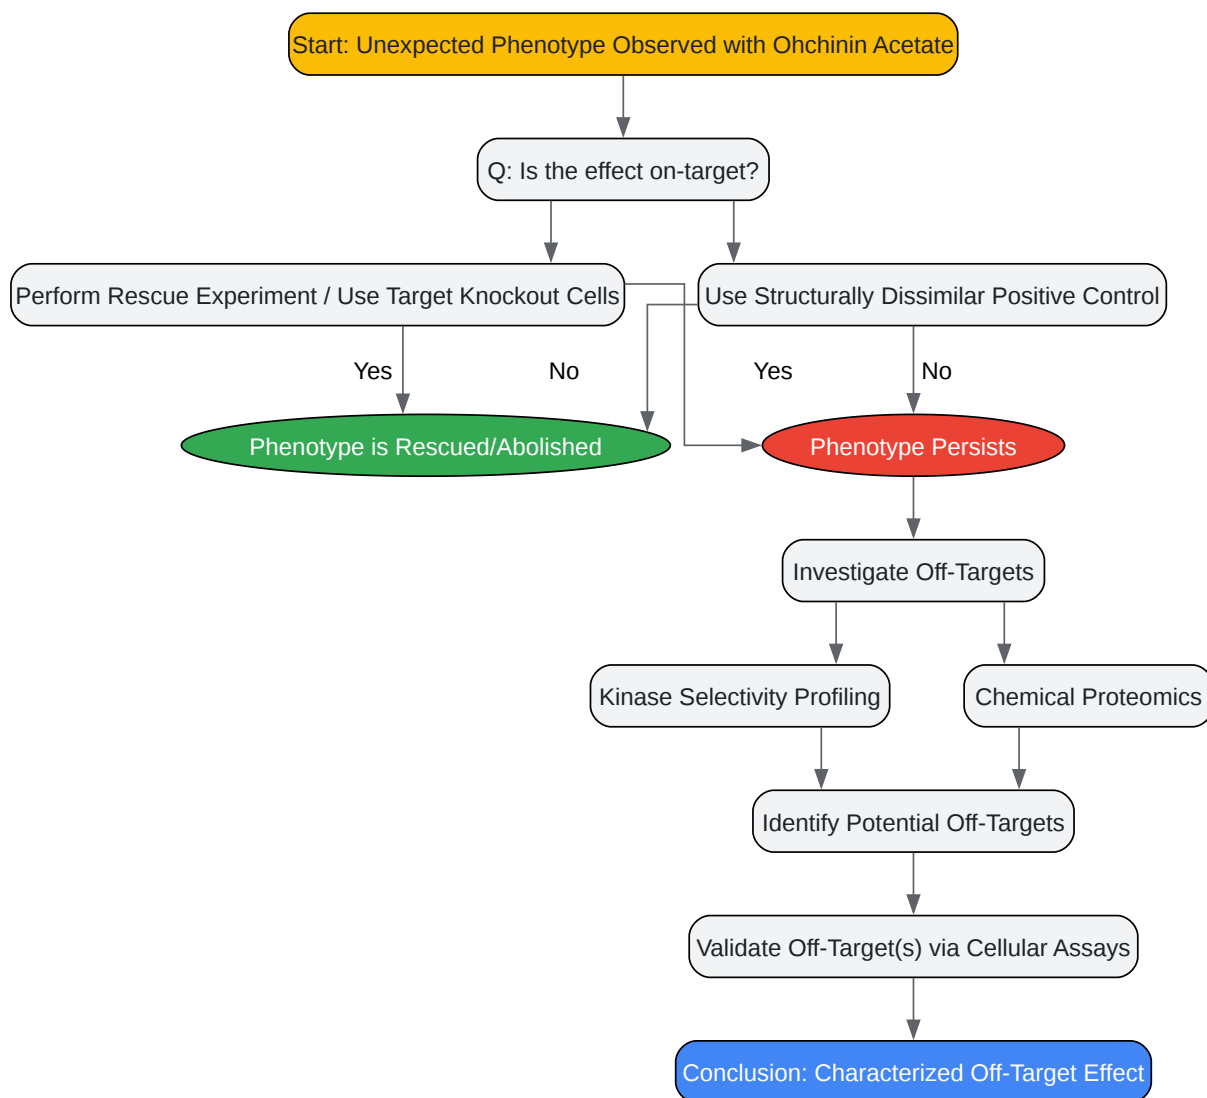 Start: Unexpected Phenotype Observed with Ohchinin Acetate
Q: Is the effect on-target?
Perform Rescue Experiment / Use Target Knockout Cells
Use Structurally Dissimilar Positive Control
Yes
No
Yes
No
Phenotype is Rescued/Abolished
Phenotype Persists
Investigate Off-Targets
Kinase Selectivity Profiling
Chemical Proteomics
Identify Potential Off-Targets
Validate Off-Target(s) via Cellular Assays
Conclusion: Characterized Off-Target Effect